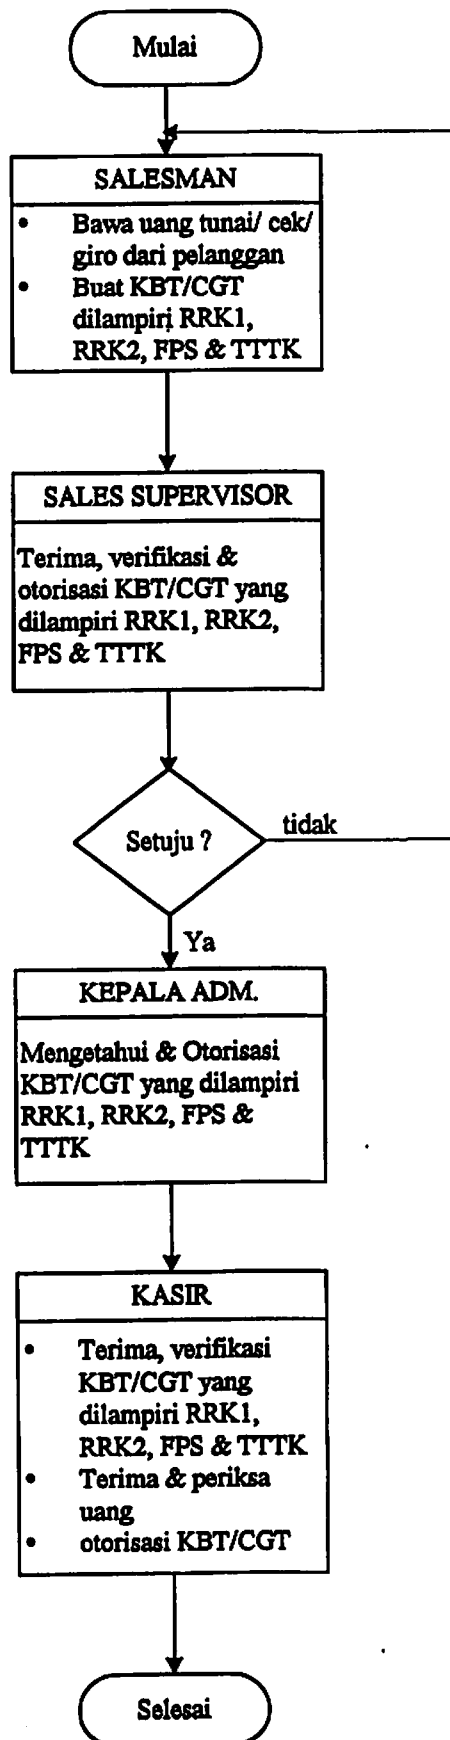 Mulai
SALESMAN
• Bawa uang tunai/ cek/
giro dari pelanggan
• Buat KBT/CGT
dilampiri RRK1,
RRK2, FPS & TTTK
SALES SUPERVISOR
Terima, verifikasi &
otorisasi KBT/CGT yang
dilampiri RRK1, RRK2,
FPS & TTTK
Setuju ?
tidak
Ya
KEPALA ADM.
Mengetahui & Otorisasi
KBT/CGT yang dilampiri
RRK1, RRK2, FPS &
TTTK
KASIR
• Terima, verifikasi
KBT/CGT yang
dilampiri RRK1,
RRK2, FPS & TTTK
• Terima & periksa
uang
• otorisasi KBT/CGT
Selesai